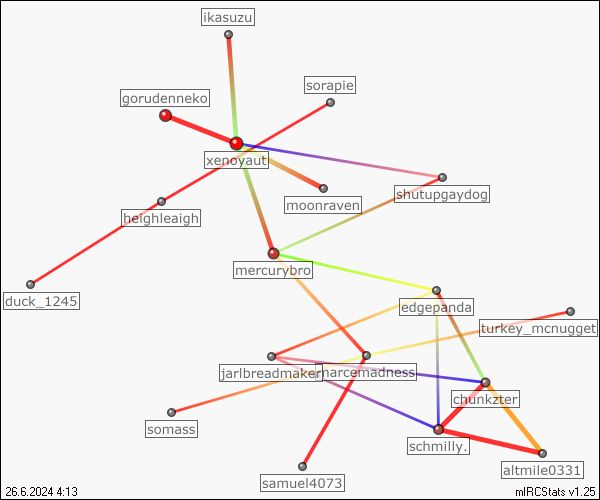 ikasuzu
sorapie
gorudenneko
xenoyaut
shutupgaydog
moonraven
heighleaigh
mercurybro
duck_1245
edgepanda
turkey_mcnugget
jarlbreadmaker
narcemadness
chunkzter
somass
schmilly.
altmile0331
samuel4073
26.6.2024 4:13
mIRCStats v1.25